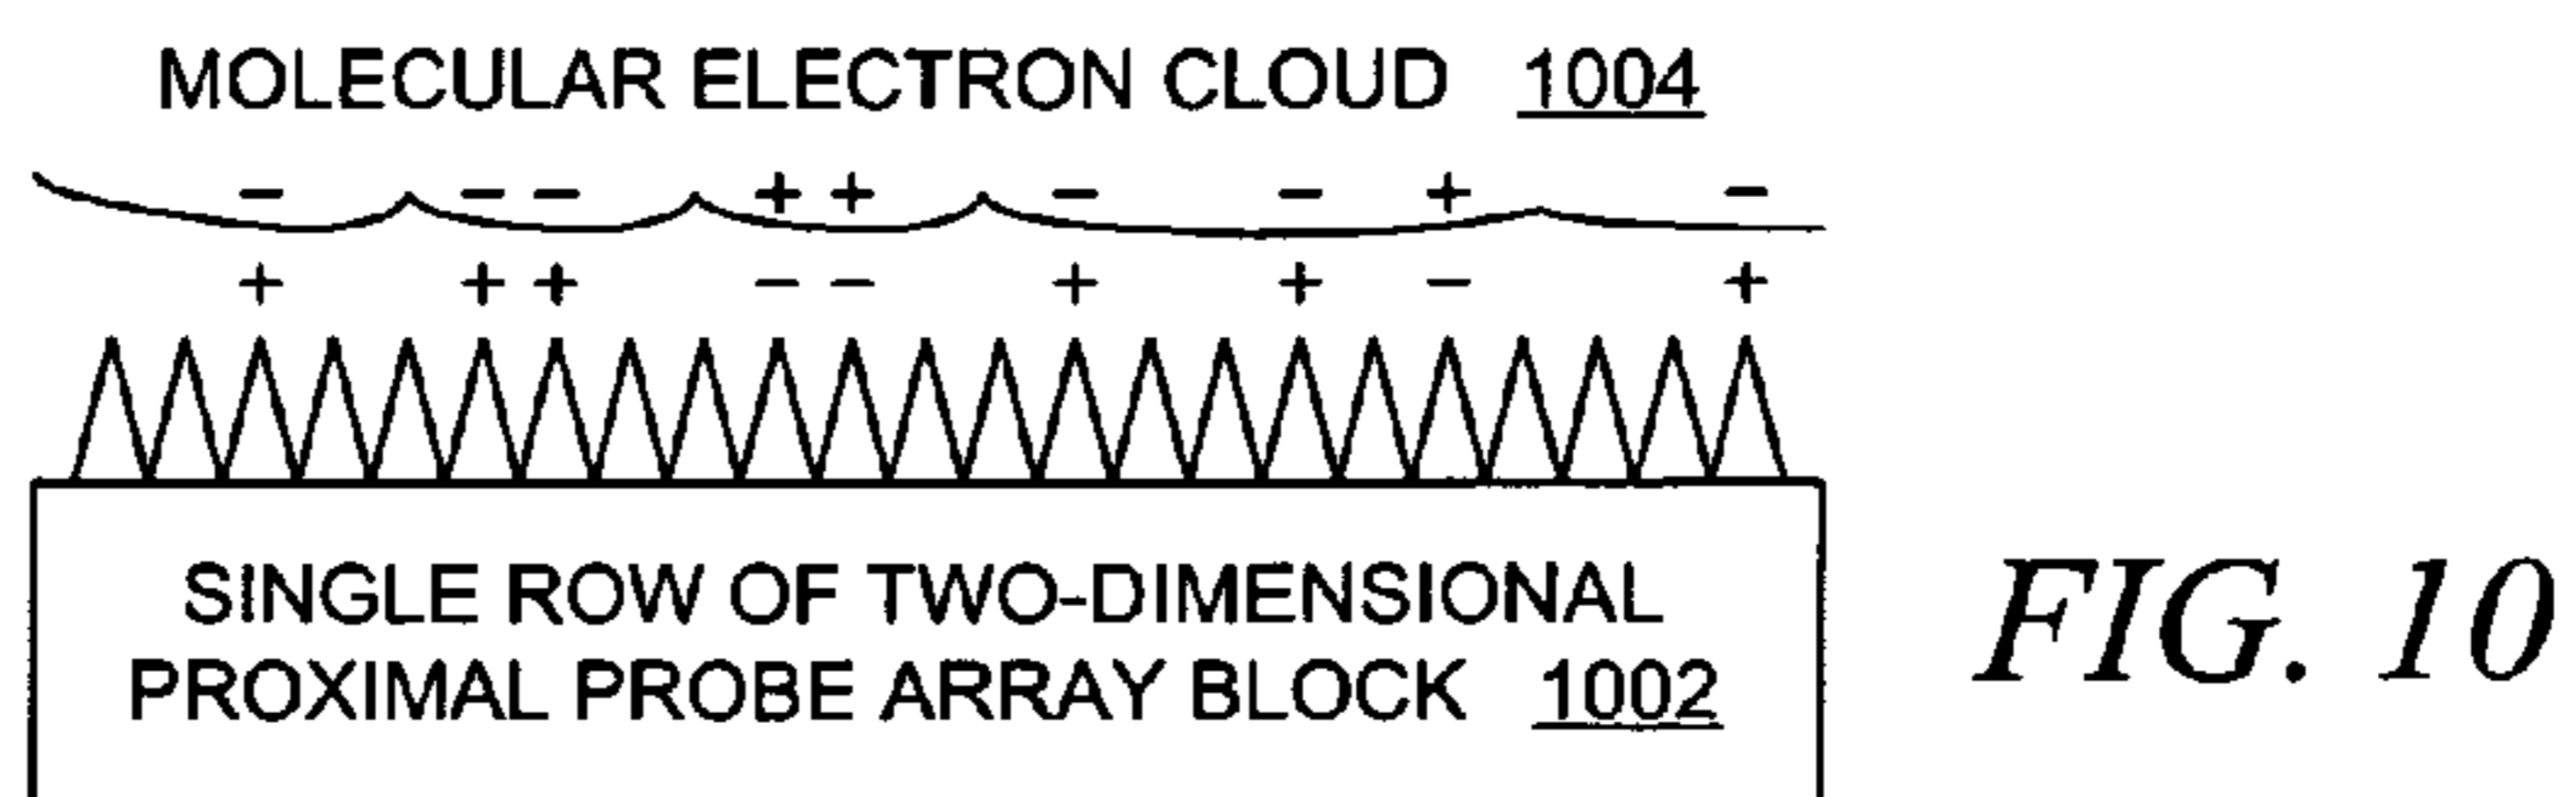 MOLECULAR ELECTRON CLOUD 1004
− − − + + − − + −
+ + + − − + + − +
SINGLE ROW OF TWO-DIMENSIONAL
PROXIMAL PROBE ARRAY BLOCK 1002
FIG. 10